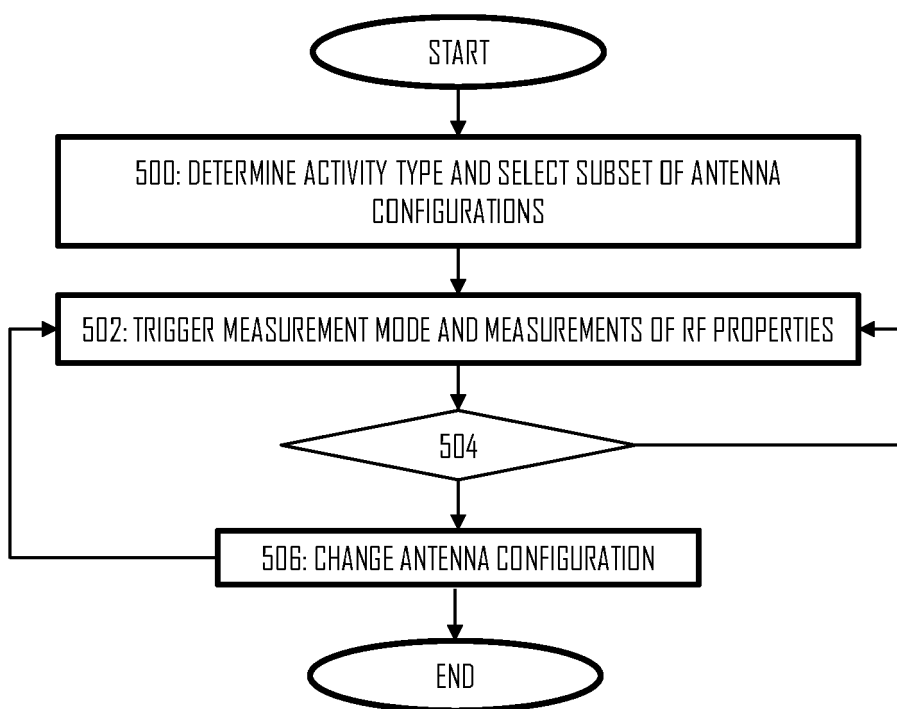 START
500: DETERMINE ACTIVITY TYPE AND SELECT SUBSET OF ANTENNA
CONFIGURATIONS
502: TRIGGER MEASUREMENT MODE AND MEASUREMENTS OF RF PROPERTIES
504
506: CHANGE ANTENNA CONFIGURATION
END